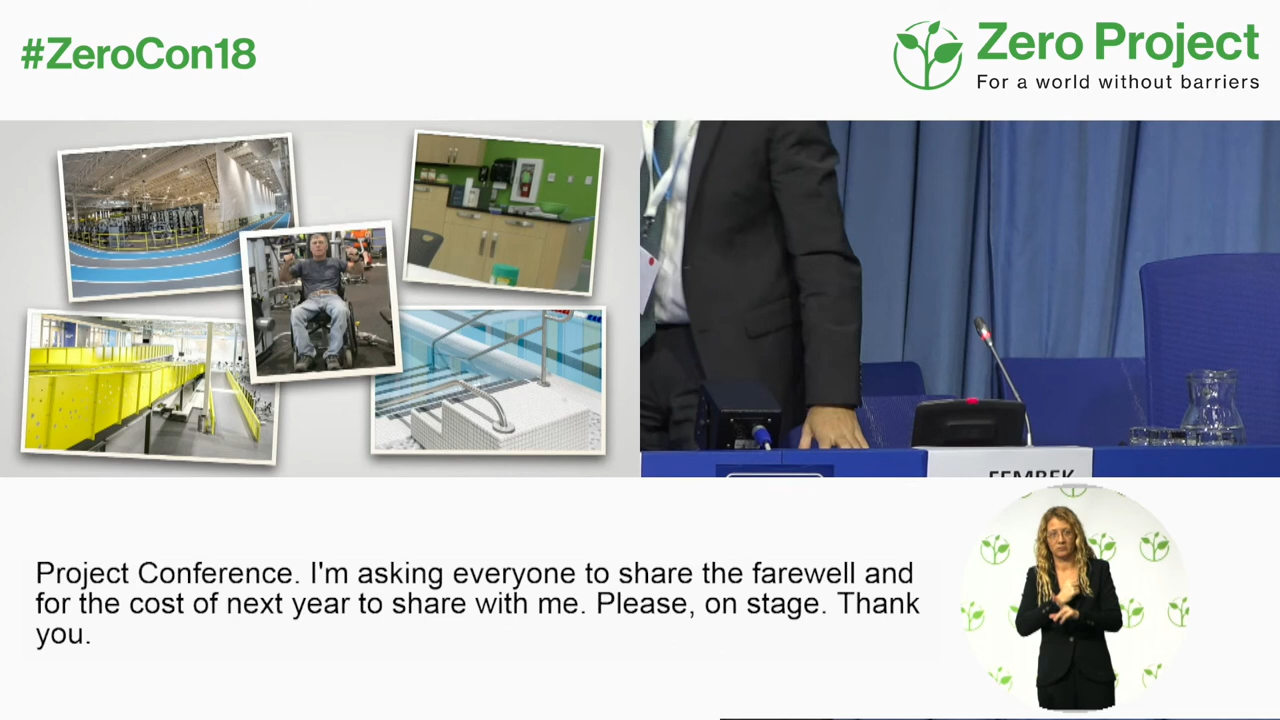 #ZeroCon18
Zero Project
For a world without barriers
FEMBEK
Project Conference. I'm asking everyone to share the farewell and
for the cost of next year to share with me. Please, on stage. Thank
you.